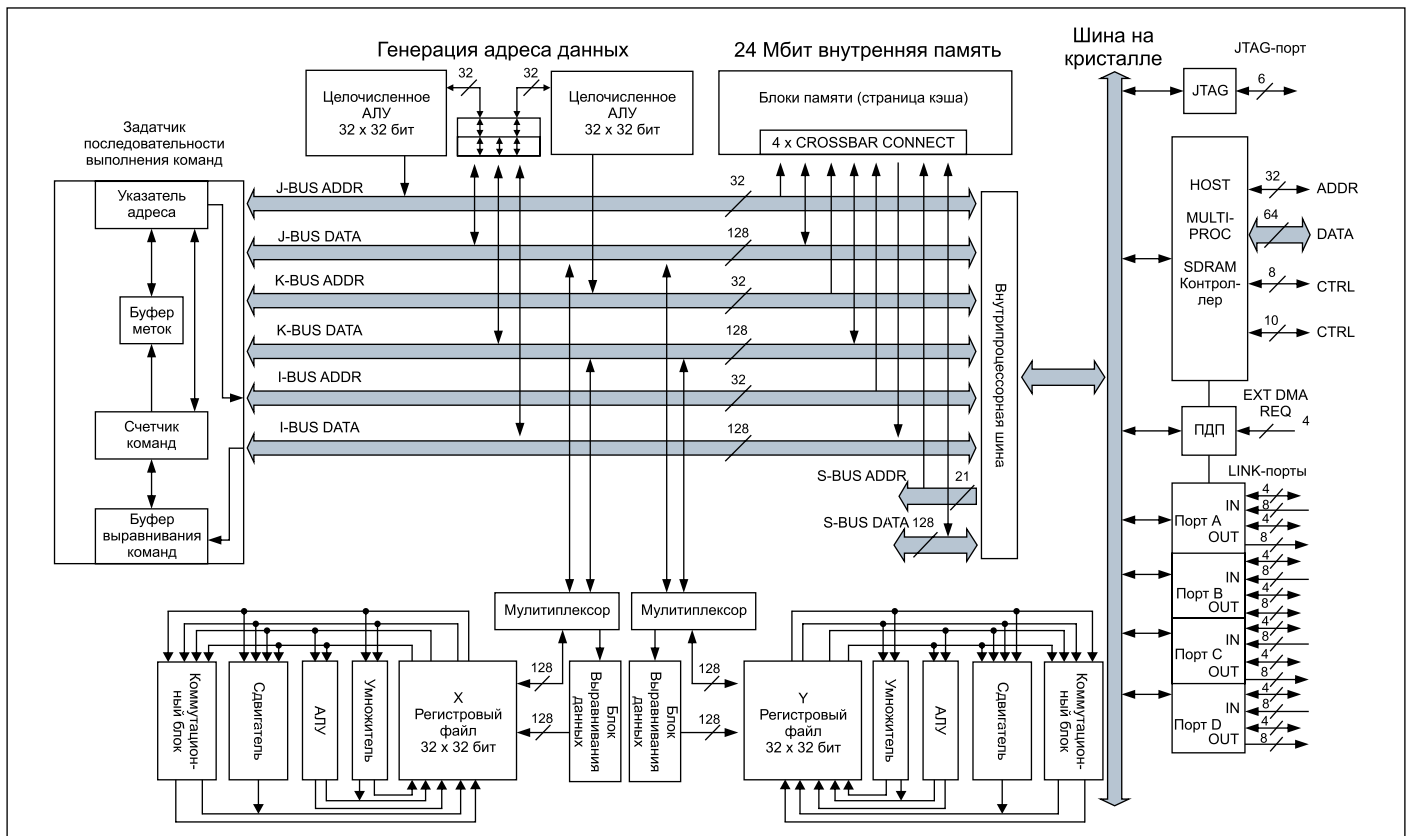 Генерация адреса данных
24 Мбит внутренняя память
Шина на
кристалле
JTAG-порт
Задатчик
последовательности
выполнения команд
Целочисленное
АЛУ
32 x 32 бит
32
32
Целочисленное
АЛУ
32 x 32 бит
Блоки памяти (страница кэша)
4 x CROSSBAR CONNECT
JTAG
6
Указатель
адреса
Буфер
меток
Счетчик
команд
Буфер
выравнивания
команд
J-BUS ADDR
32
J-BUS DATA
128
K-BUS ADDR
32
K-BUS DATA
128
I-BUS ADDR
32
I-BUS DATA
128
S-BUS ADDR
21
S-BUS DATA
128
Внутрипроцессорная шина
HOST
MULTI-
PROC
SDRAM
Контрол-
лер
32
ADDR
64
DATA
8
CTRL
10
CTRL
EXT DMA
REQ
ПДП
4
LINK-порты
Порт A
IN
OUT
4
8
4
8
Порт B
IN
OUT
4
8
4
8
Порт C
IN
OUT
4
8
4
8
Порт D
IN
OUT
4
8
4
8
Мулитиплексор
Мулитиплексор
Коммутацион-
ный блок
Сдвигатель
АЛУ
Умножитель
X
Регистровый
файл
32 x 32 бит
128
128
Блок
Выравнивания
данных
Блок
Выравнивания
данных
128
128
Y
Регистровый
файл
32 x 32 бит
Умножитель
АЛУ
Сдвигатель
Коммутацион-
ный блок